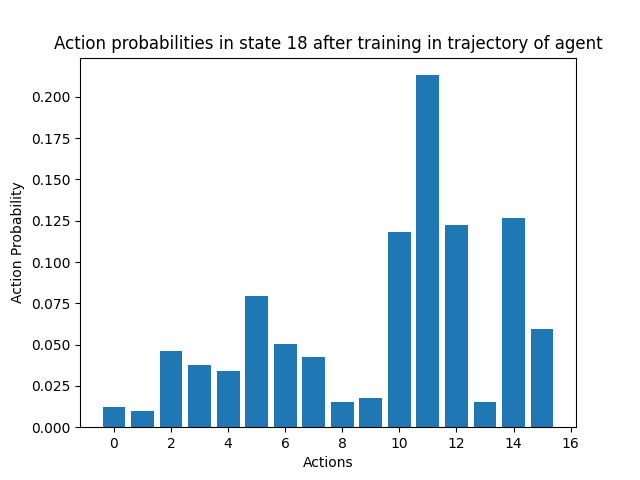 Action probabilities in state 18 after training in trajectory of agent
0.200
0.175
0.150
0.125
0.100
0.075
0.050
0.025
0.000
Action Probability
0 2 4 6 8 10 12 14 16
Actions